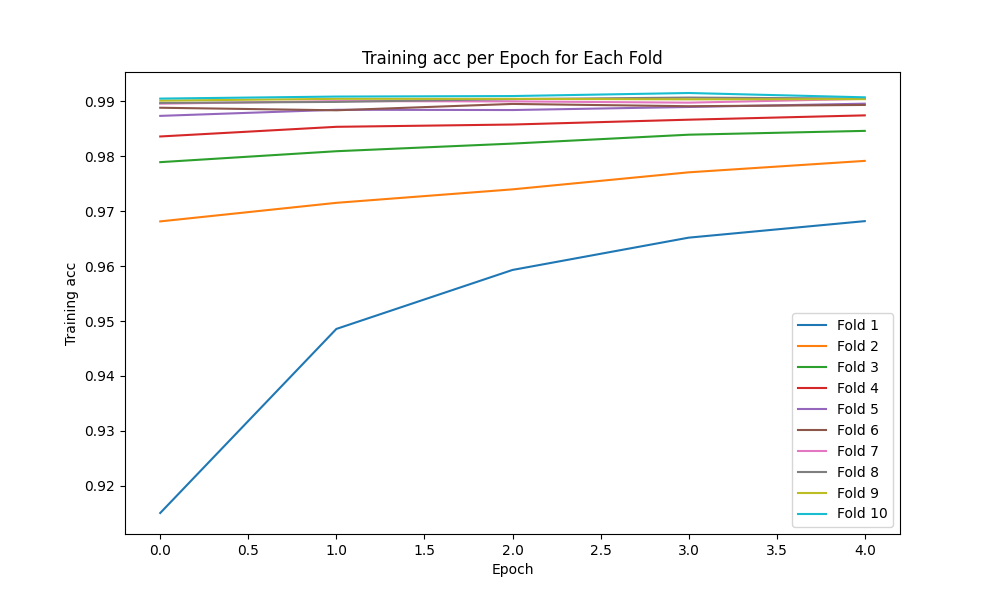 Training acc per Epoch for Each Fold
Training acc
0.99
0.98
0.97
0.96
0.95
0.94
0.93
0.92
0.0 0.5 1.0 1.5 2.0 2.5 3.0 3.5 4.0
Epoch
Fold 1
Fold 2
Fold 3
Fold 4
Fold 5
Fold 6
Fold 7
Fold 8
Fold 9
Fold 10